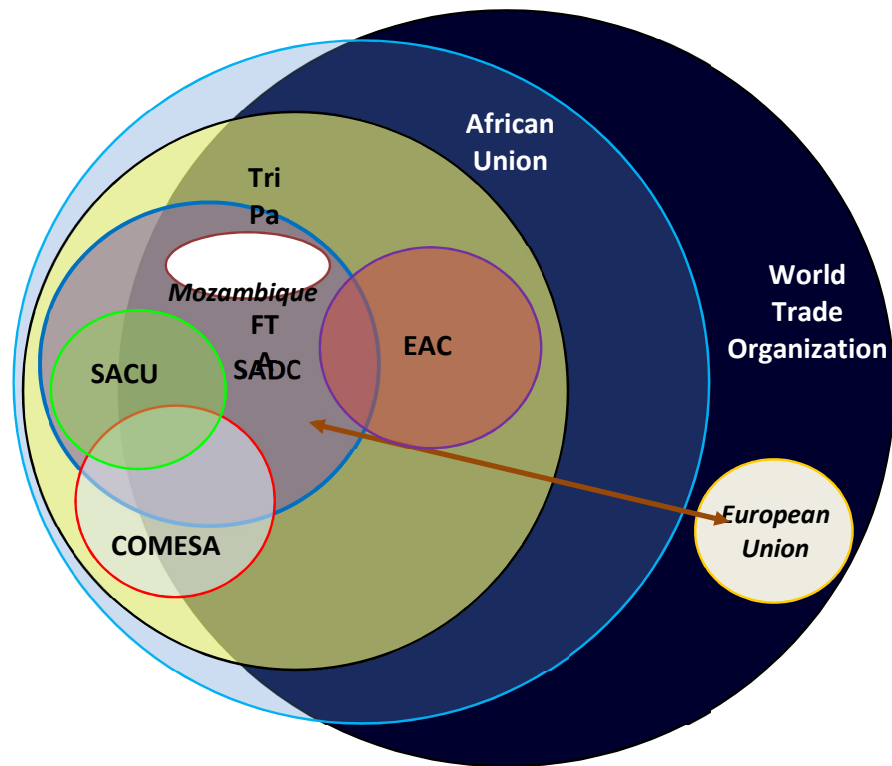 African
Union
Tri
Pa
World
Trade
Organization
Mozambique
FT
A
SADC
EAC
SACU
COMESA
European
Union